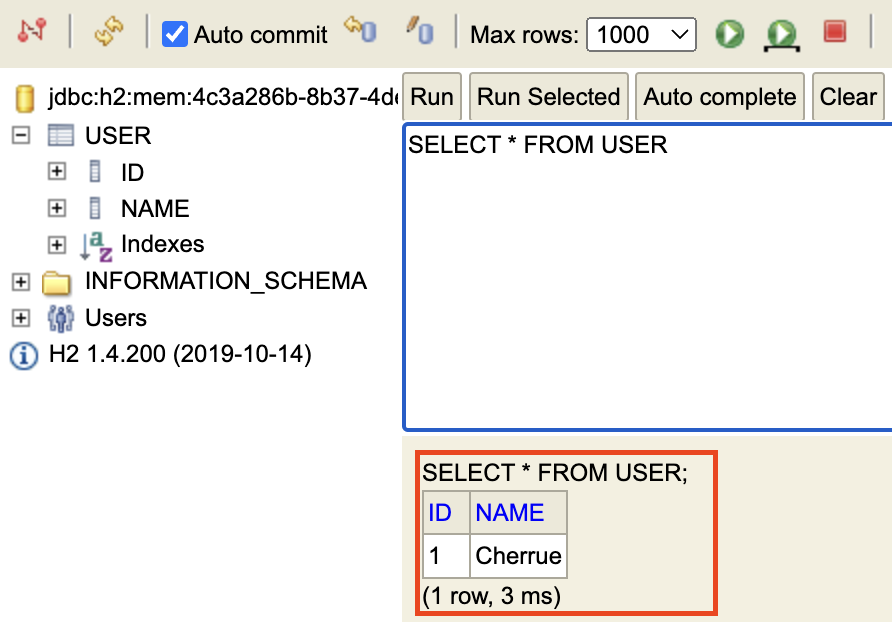 Auto commit Max rows: 1000
jdbc:h2:mem:4c3a286b-8b37-4d
Run Run Selected Auto complete Clear
USER
ID
NAME
Indexes
INFORMATION_SCHEMA
Users
H2 1.4.200 (2019-10-14)
SELECT * FROM USER
SELECT * FROM USER;
ID NAME
1 Cherrue
(1 row, 3 ms)